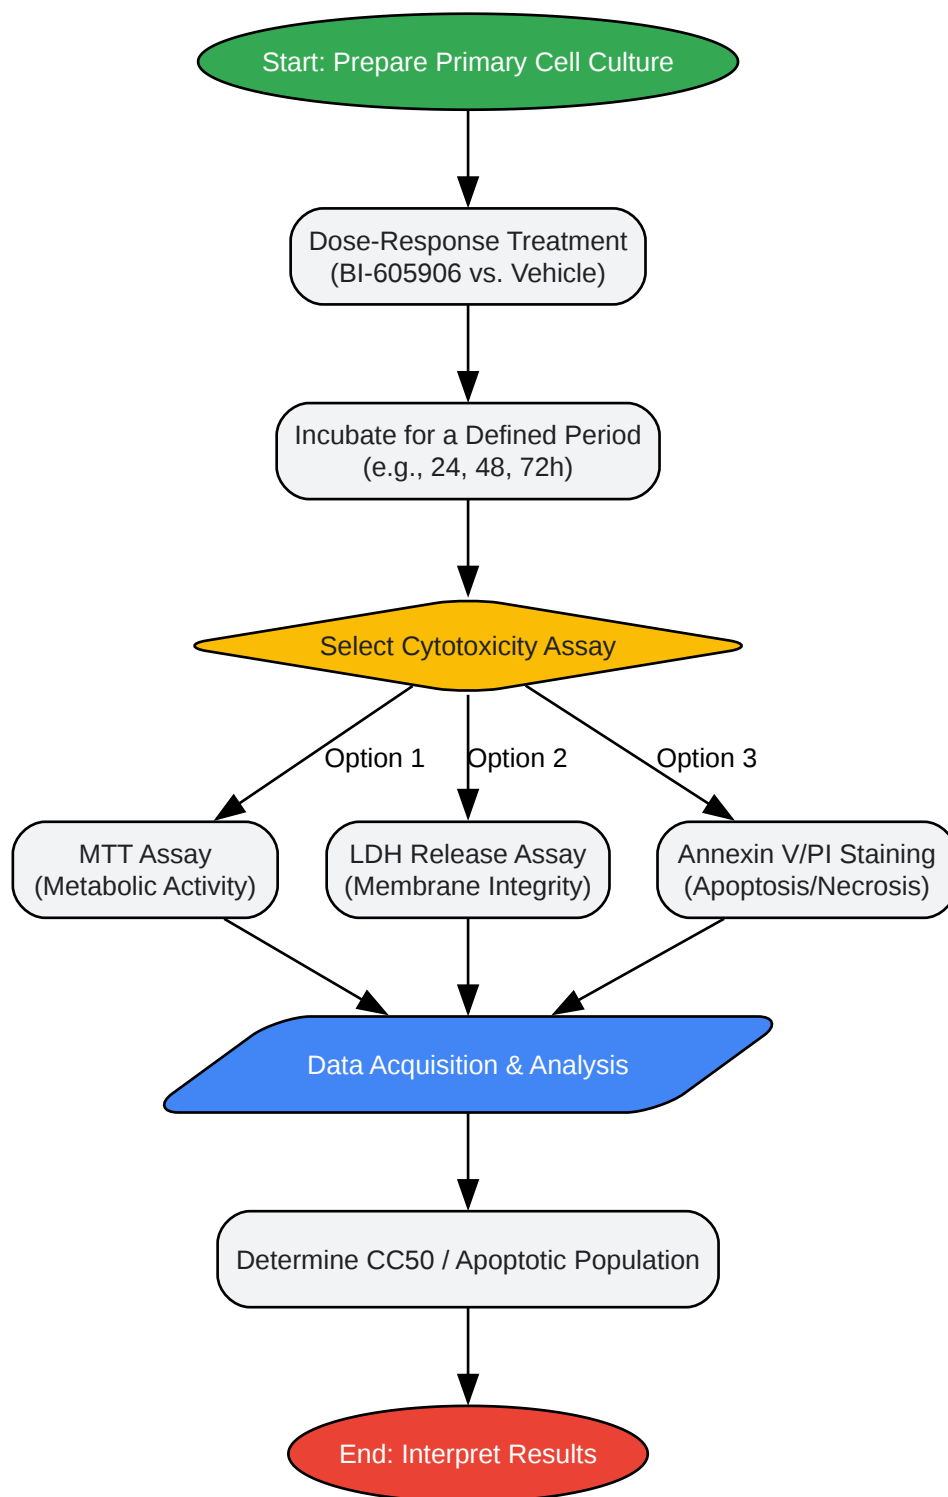 Start: Prepare Primary Cell Culture
Dose-Response Treatment
(BI-605906 vs. Vehicle)
Incubate for a Defined Period
(e.g., 24, 48, 72h)
Select Cytotoxicity Assay
Option 1
Option 2
Option 3
MTT Assay
(Metabolic Activity)
LDH Release Assay
(Membrane Integrity)
Annexin V/PI Staining
(Apoptosis/Necrosis)
Data Acquisition & Analysis
Determine CC50 / Apoptotic Population
End: Interpret Results